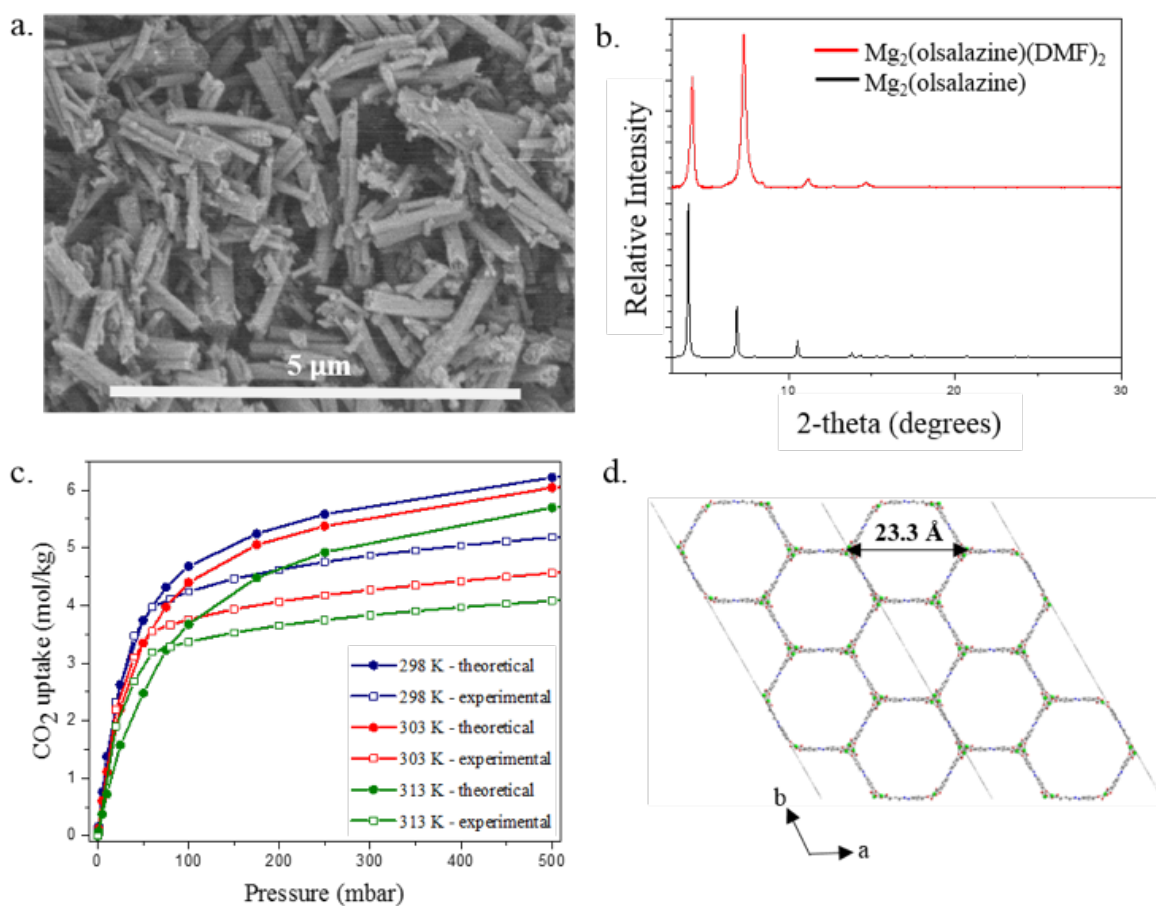 a.
5 µm
b.
Mg₂(olsalazine)(DMF)₂
Mg₂(olsalazine)
Relative Intensity
10
20
30
2-theta (degrees)
c.
6
5
4
3
2
1
0
CO₂ uptake (mol/kg)
298 K - theoretical
298 K - experimental
303 K - theoretical
303 K - experimental
313 K - theoretical
313 K - experimental
0
100
200
300
400
500
Pressure (mbar)
d.
23.3 Å
b
a